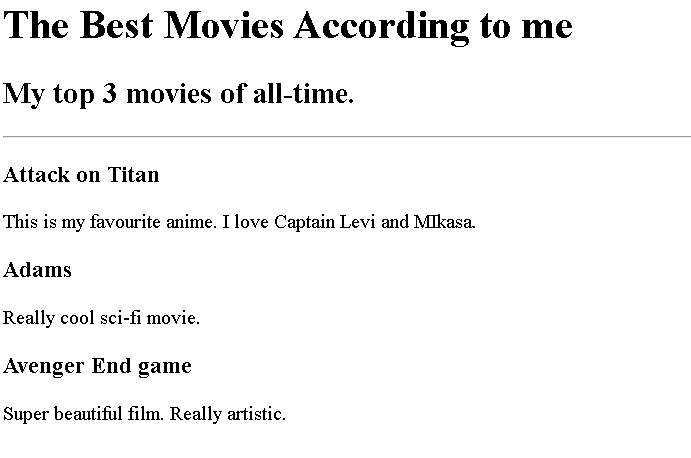 The Best Movies According to me
My top 3 movies of all-time.
Attack on Titan
This is my favourite anime. I love Captain Levi and MIkasa.
Adams
Really cool sci-fi movie.
Avenger End game
Super beautiful film. Really artistic.